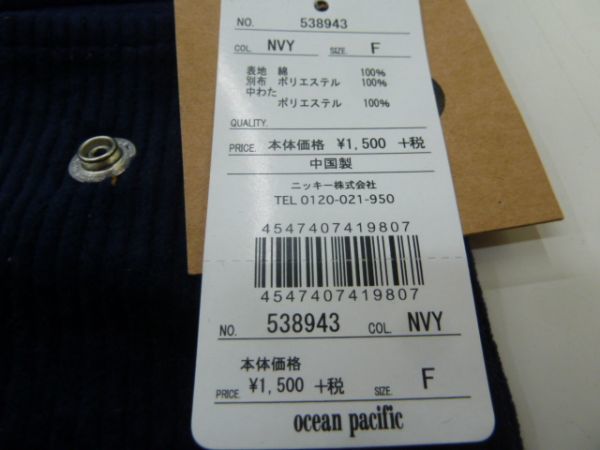 NO. 538943
COL. NVY SIZE. F
表地 綿 100%
別布 ポリエステル 100%
中わた
ポリエステル 100%
QUALITY.
PRICE. 本体価格 ¥1,500 +税
中国製
ニッキー株式会社
TEL 0120-021-950
4547407419807
4547407419807
NO. 538943 COL. NVY
本体価格
PRICE. ¥1,500 +税 SIZE. F
ocean pacific